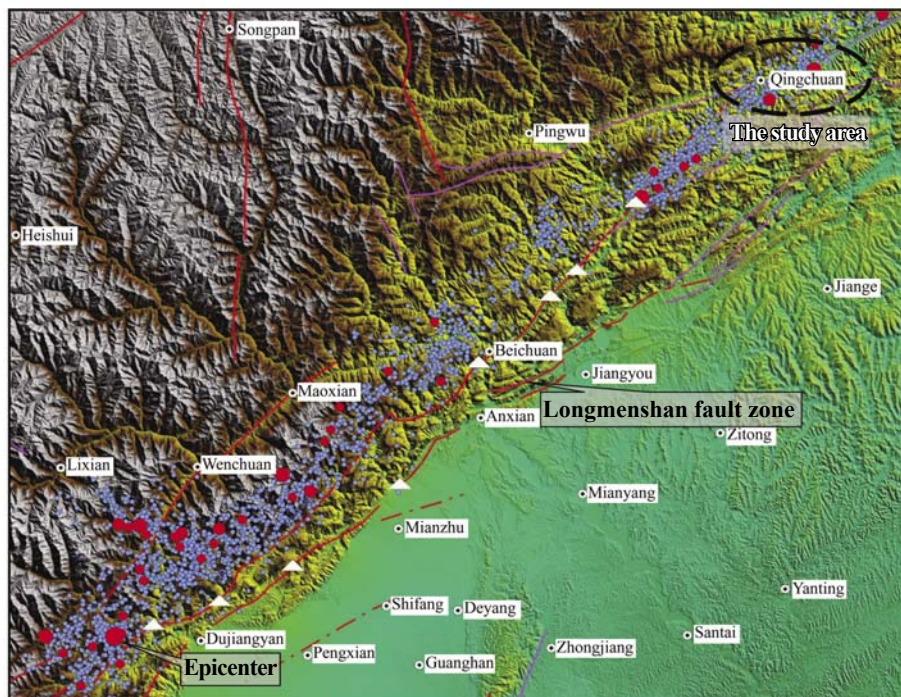 Songpan
Qingchuan
The study area
Pingwu
Heishui
Jiange
Beichuan
Jiangyou
Maoxian
Longmenshan fault zone
Anxian
Zitong
Lixian
Wenchuan
Mianyang
Mianzhu
Yanting
Shifang
Deyang
Dujiangyan
Santai
Pengxian
Zhongjiang
Epicenter
Guanghan